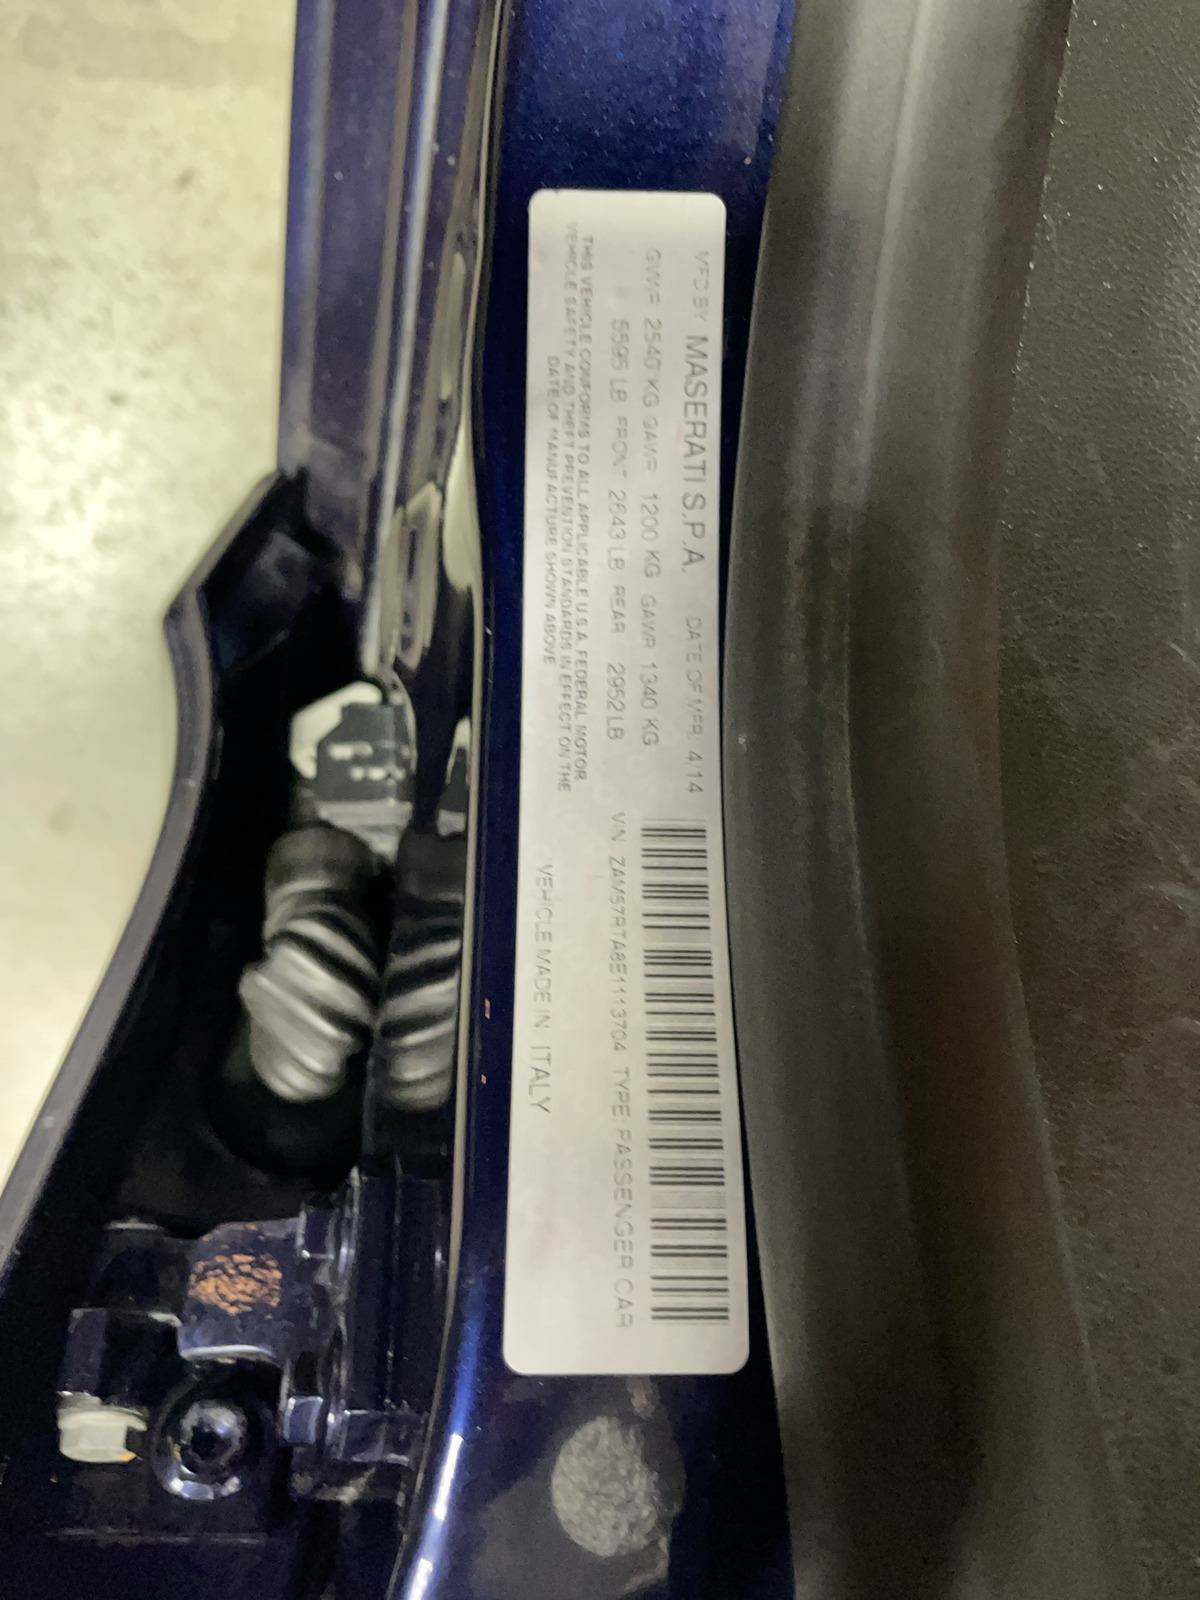 MFD BY MASERATI S.P.A. DATE OF MFR. 4/14
GWWR 2540 KG GAWR 1200 KG GAWR 1340 KG
5595 LB FRONT 2643 LB REAR 2952 LB
VIN ZAM57RTA8E1113704 TYPE PASSENGER CAR
THIS VEHICLE CONFORMS TO ALL APPLICABLE U.S.A. FEDERAL MOTOR
VEHICLE SAFETY AND THEFT PREVENTION STANDARDS IN EFFECT ON THE
DATE OF MANUFACTURE SHOWN ABOVE
VEHICLE MADE IN ITALY